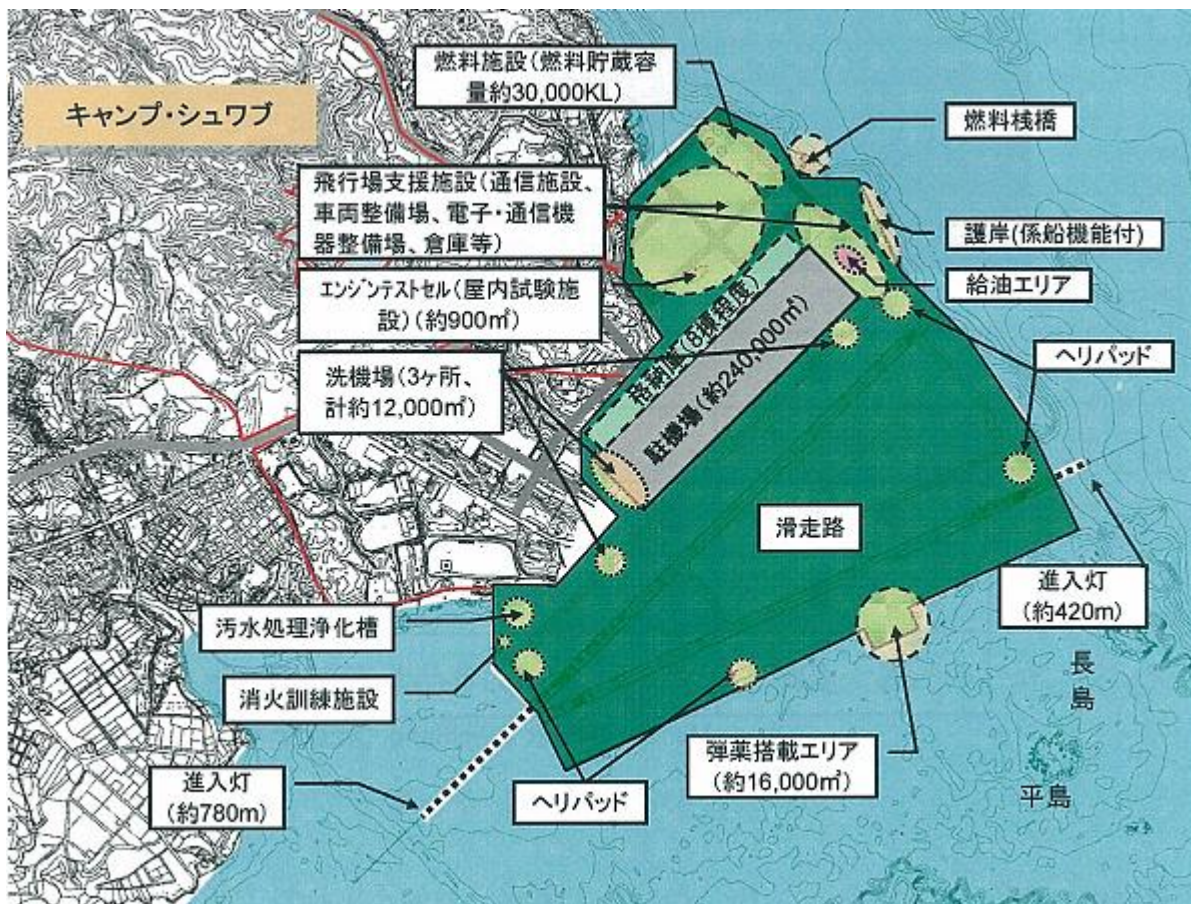 燃料施設(燃料貯蔵容
量約30,000KL)
キャンプ・シュワブ
燃料桟橋
飛行場支援施設(通信施設、
車両整備場、電子・通信機
器整備場、倉庫等)
護岸(係船機能付)
給油エリア
エンジンテストセル(屋内試験施
設)(約900㎡)
ヘリパッド
洗機場(3ヶ所、
計約12,000㎡)
格納庫(8棟程度)
駐機場(約240,000㎡)
滑走路
進入灯
(約420m)
汚水処理浄化槽
長島
消火訓練施設
弾薬搭載エリア
(約16,000㎡)
進入灯
(約780m)
ヘリパッド
平島